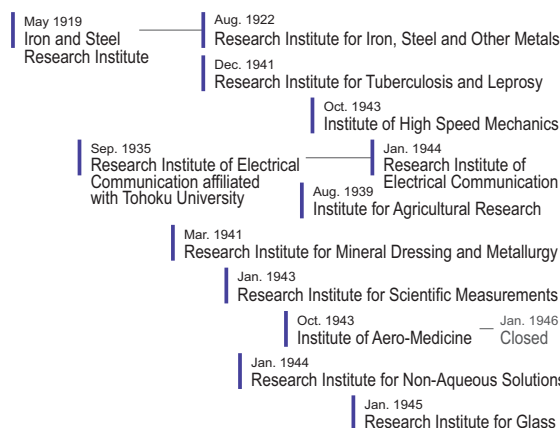 May 1919
Iron and Steel
Research Institute
Aug. 1922
Research Institute for Iron, Steel and Other Metals
Dec. 1941
Research Institute for Tuberculosis and Leprosy
Oct. 1943
Institute of High Speed Mechanics
Sep. 1935
Research Institute of Electrical
Communication affiliated
with Tohoku University
Jan. 1944
Research Institute of
Electrical Communication
Aug. 1939
Institute for Agricultural Research
Mar. 1941
Research Institute for Mineral Dressing and Metallurgy
Jan. 1943
Research Institute for Scientific Measurements
Oct. 1943
Institute of Aero-Medicine
Jan. 1946
Closed
Jan. 1944
Research Institute for Non-Aqueous Solutions
Jan. 1945
Research Institute for Glass